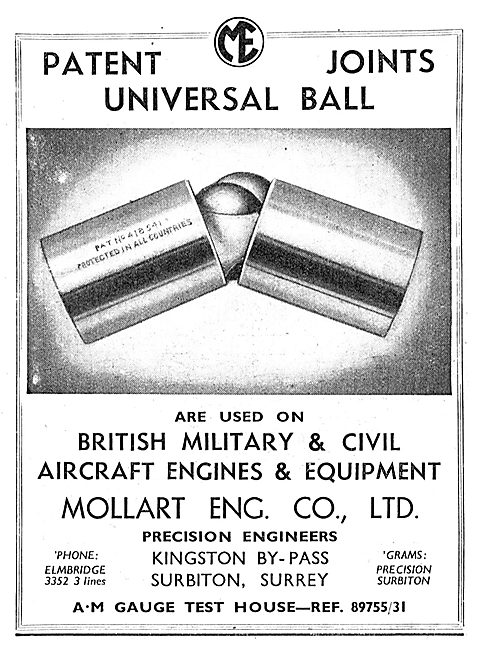 ME
PATENT JOINTS
UNIVERSAL BALL
PROTECTED IN ALL COUNTRIES
ARE USED ON
BRITISH MILITARY & CIVIL
AIRCRAFT ENGINES & EQUIPMENT
MOLLART ENG. CO., LTD.
PRECISION ENGINEERS
'PHONE:
ELMBRIDGE
3352 3 lines
KINGSTON BY-PASS
SURBITON, SURREY
'GRAMS:
PRECISION
SURBITON
A·M GAUGE TEST HOUSE—REF. 89755/31